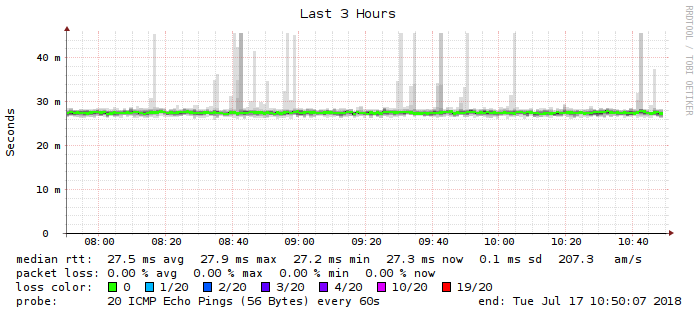 Last 3 Hours
RRDTOOL / TOBI OETIKER
Seconds
40 m
30 m
20 m
10 m
0
08:00 08:20 08:40 09:00 09:20 09:40 10:00 10:20 10:40
median rtt: 27.5 ms avg 27.9 ms max 27.2 ms min 27.3 ms now 0.1 ms sd 207.3 am/s
packet loss: 0.00 % avg 0.00 % max 0.00 % min 0.00 % now
loss color: 0 1/20 2/20 3/20 4/20 10/20 19/20
probe: 20 ICMP Echo Pings (56 Bytes) every 60s end: Tue Jul 17 10:50:07 2018